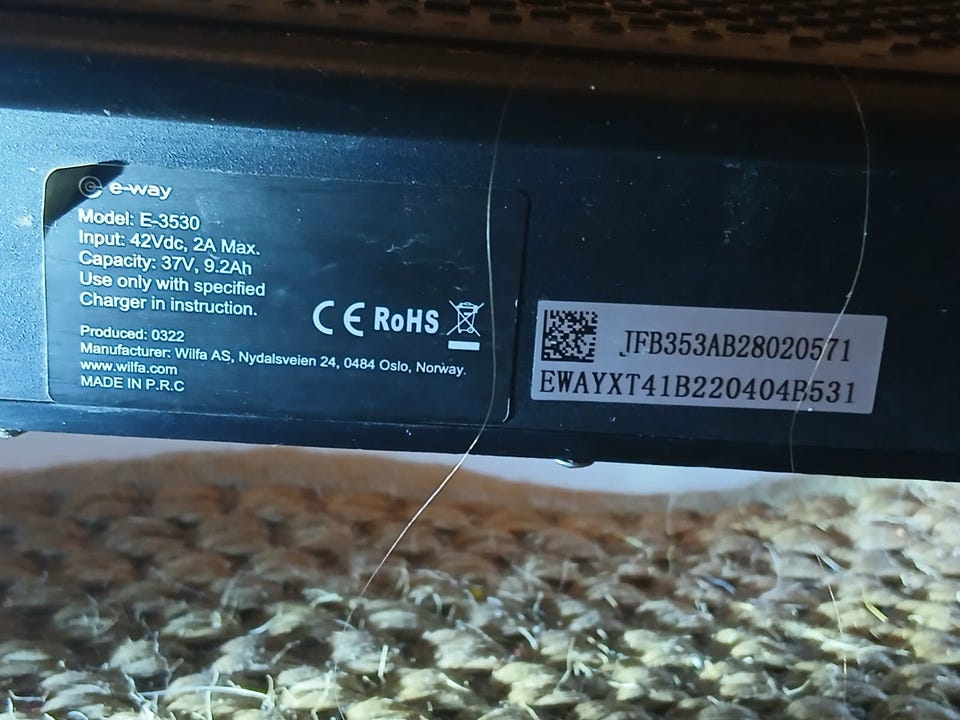 e-way
Model: E-3530
Input: 42Vdc, 2A Max.
Capacity: 37V, 9.2Ah
Use only with specified
Charger in instruction.
CE RoHS
Produced: 0322
Manufacturer: Wilfa AS, Nydalsveien 24, 0484 Oslo, Norway.
www.wilfa.com
MADE IN P.R.C
JFB353AB28020571
EWAYXT41B220404B531